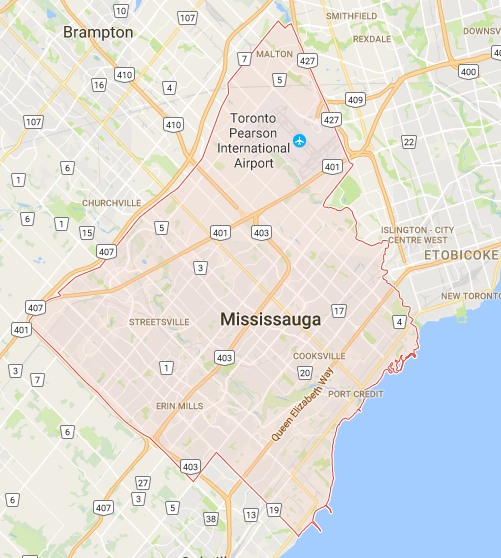 10
107
SMITHFIELD
Brampton
DOWNSV
REXDALE
MALTON
7
427
410
5
400
16
4
409
107
410
Toronto
Pearson
International
Airport
427
22
6
401
1
CHURCHVILLE
6
1
15
5
401
403
ISLINGTON - CITY
CENTRE WEST
407
ETOBICOKE
3
NEW TORONTO
407
401
STREETSVILLE
Mississauga
17
4
403
COOKSVILLE
3
7
1
20
PORT CREDIT
ERIN MILLS
Queen Elizabeth Way
6
403
27
6
3
407
5
38
13
19